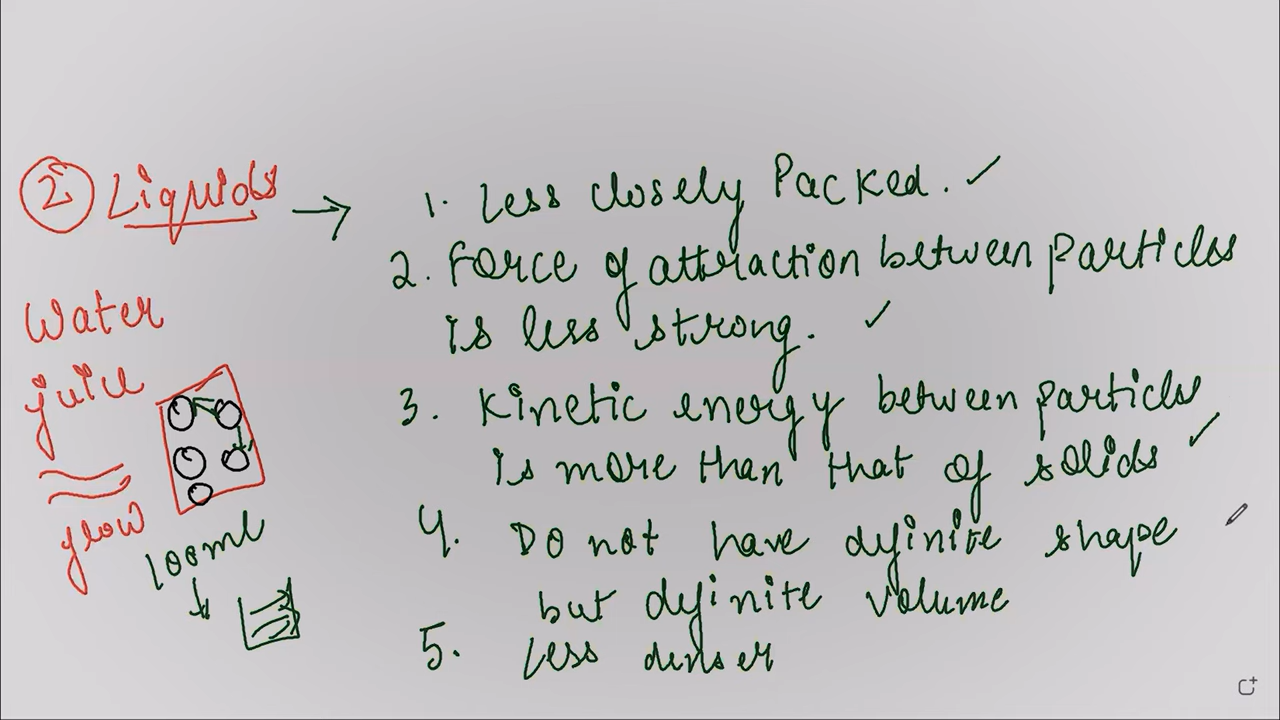 2 Liquids →
1. Less closely Packed. ✓
2. Force of attraction between particles
is less strong. ✓
Water
juice
3. Kinetic energy between particles
is more than that of solids ✓
flow
4. Do not have definite shape
but definite volume
100ml
5. Less denser